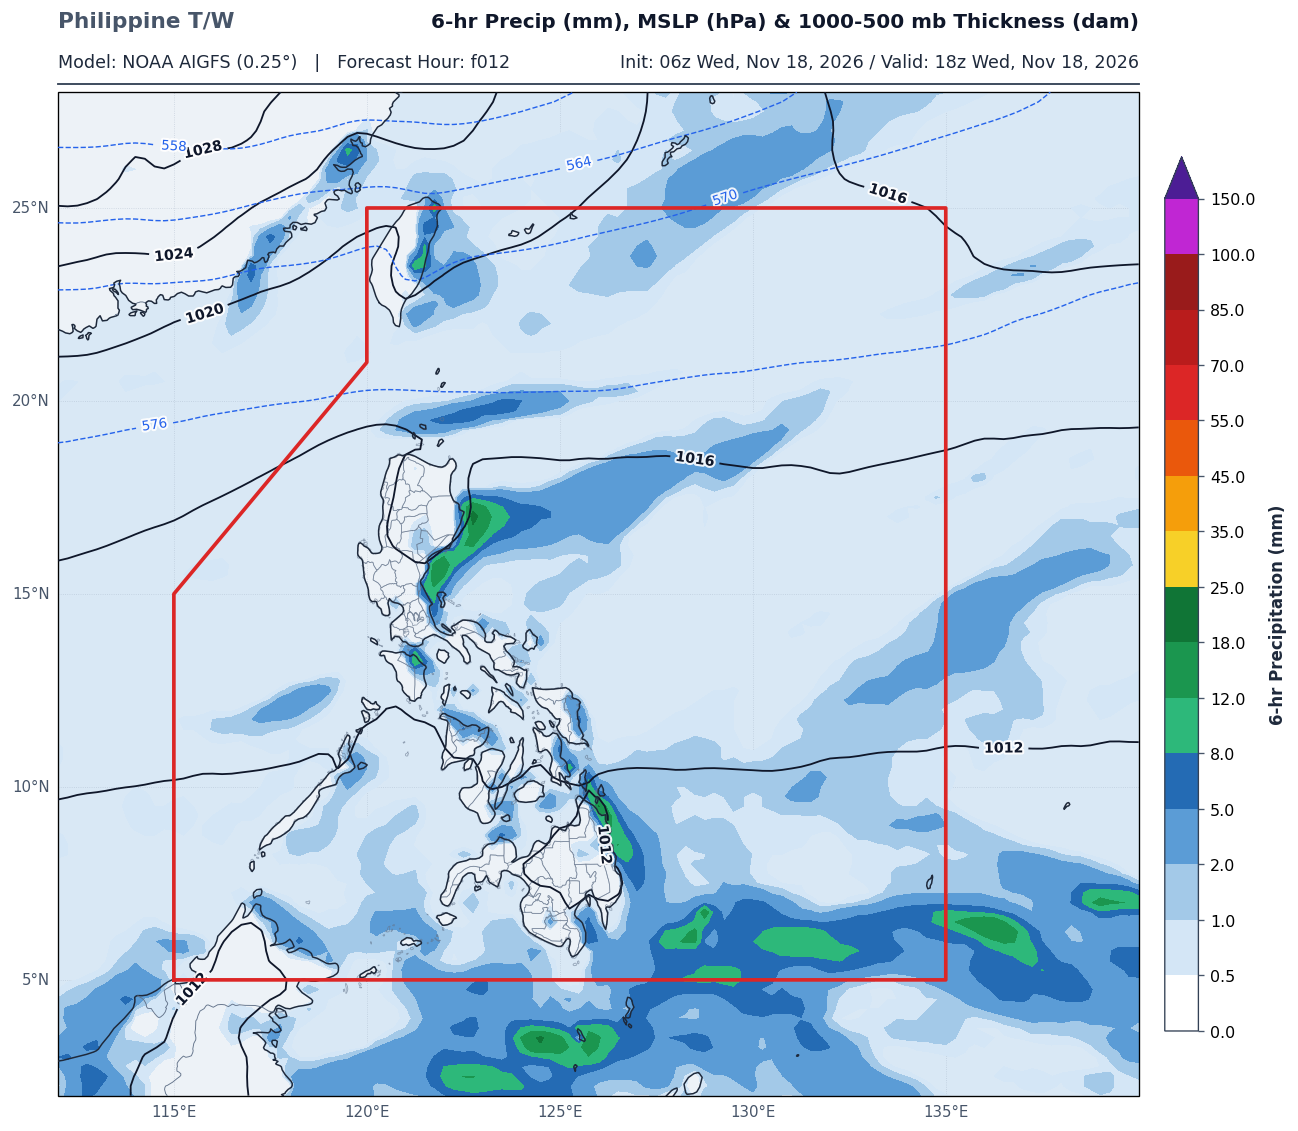 Philippine T/W
6-hr Precip (mm), MSLP (hPa) & 1000-500 mb Thickness (dam)
Model: NOAA AIGFS (0.25°) | Forecast Hour: f012
Init: 06z Wed, Nov 18, 2026 / Valid: 18z Wed, Nov 18, 2026
558
1028
564
570
1016
1024
1020
576
1016
1012
1012
1012
25°N
20°N
15°N
10°N
5°N
115°E
120°E
125°E
130°E
135°E
150.0
100.0
85.0
70.0
55.0
45.0
35.0
25.0
18.0
12.0
8.0
5.0
2.0
1.0
0.5
0.0
6-hr Precipitation (mm)